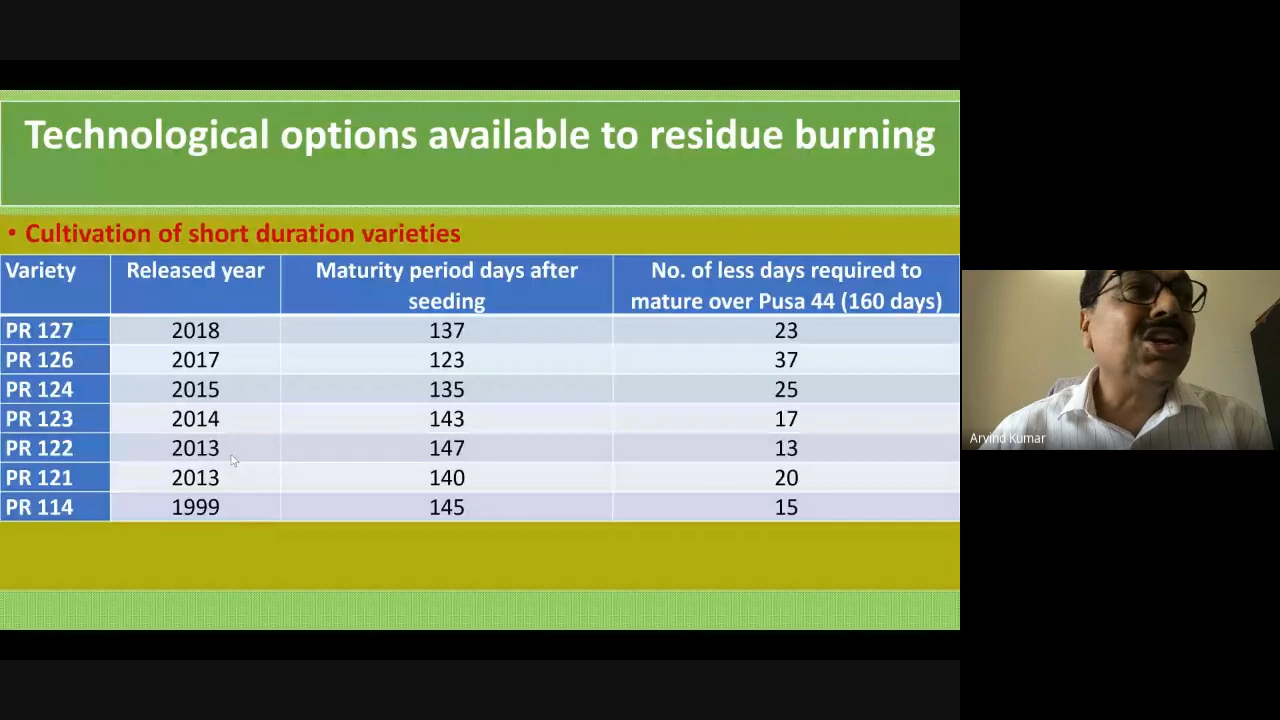 Technological options available to residue burning
• Cultivation of short duration varieties
Variety Released year Maturity period days after seeding No. of less days required to mature over Pusa 44 (160 days)
PR 127 2018 137 23
PR 126 2017 123 37
PR 124 2015 135 25
PR 123 2014 143 17
PR 122 2013 147 13
PR 121 2013 140 20
PR 114 1999 145 15
Arvind Kumar